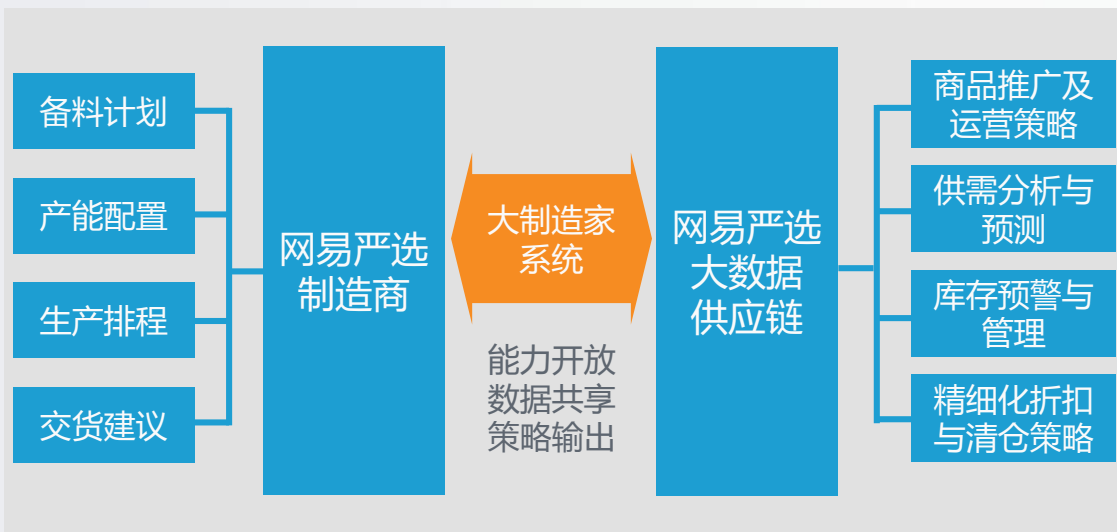 备料计划
产能配置
生产排程
交货建议
网易严选
制造商
大制造家
系统
能力开放
数据共享
策略输出
网易严选
大数据
供应链
商品推广及
运营策略
供需分析与
预测
库存预警与
管理
精细化折扣
与清仓策略